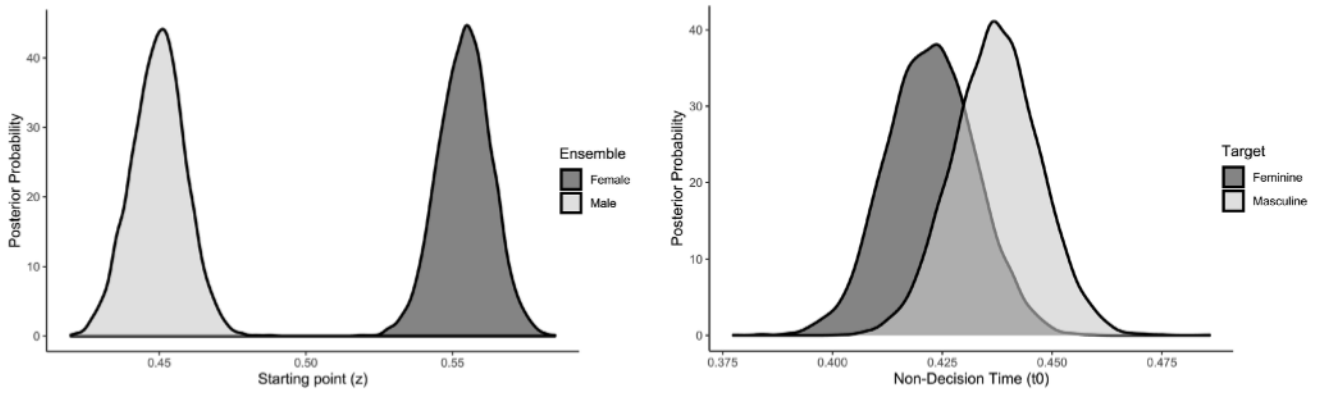 Posterior Probability
40
30
20
10
0
0.45
0.50
0.55
Starting point (z)
Ensemble
Female
Male
Posterior Probability
40
30
20
10
0
0.375
0.400
0.425
0.450
0.475
Non-Decision Time (t0)
Target
Feminine
Masculine